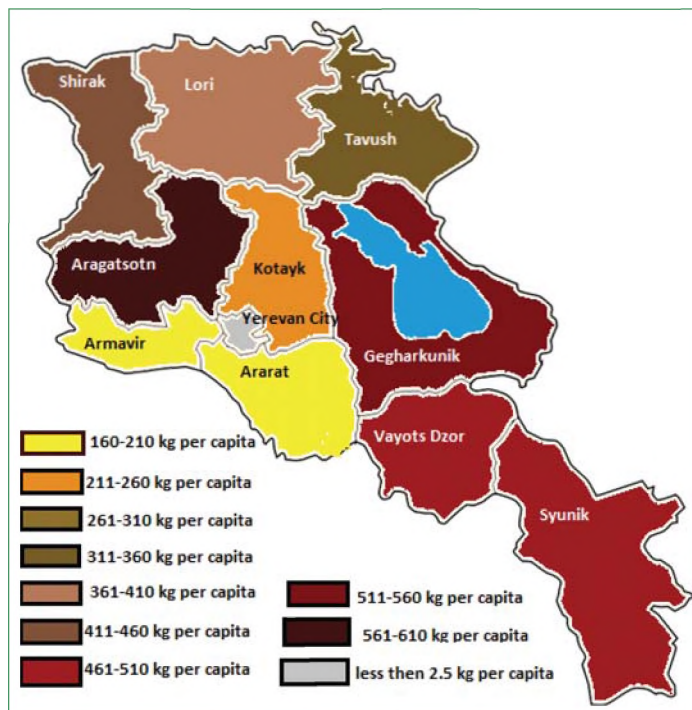 Shirak
Lori
Tavush
Aragatsotn
Kotayk
Yerevan City
Armavir
Ararat
Gegharkunik
Vayots Dzor
Syunik
160-210 kg per capita
211-260 kg per capita
261-310 kg per capita
311-360 kg per capita
361-410 kg per capita
411-460 kg per capita
461-510 kg per capita
511-560 kg per capita
561-610 kg per capita
less then 2.5 kg per capita